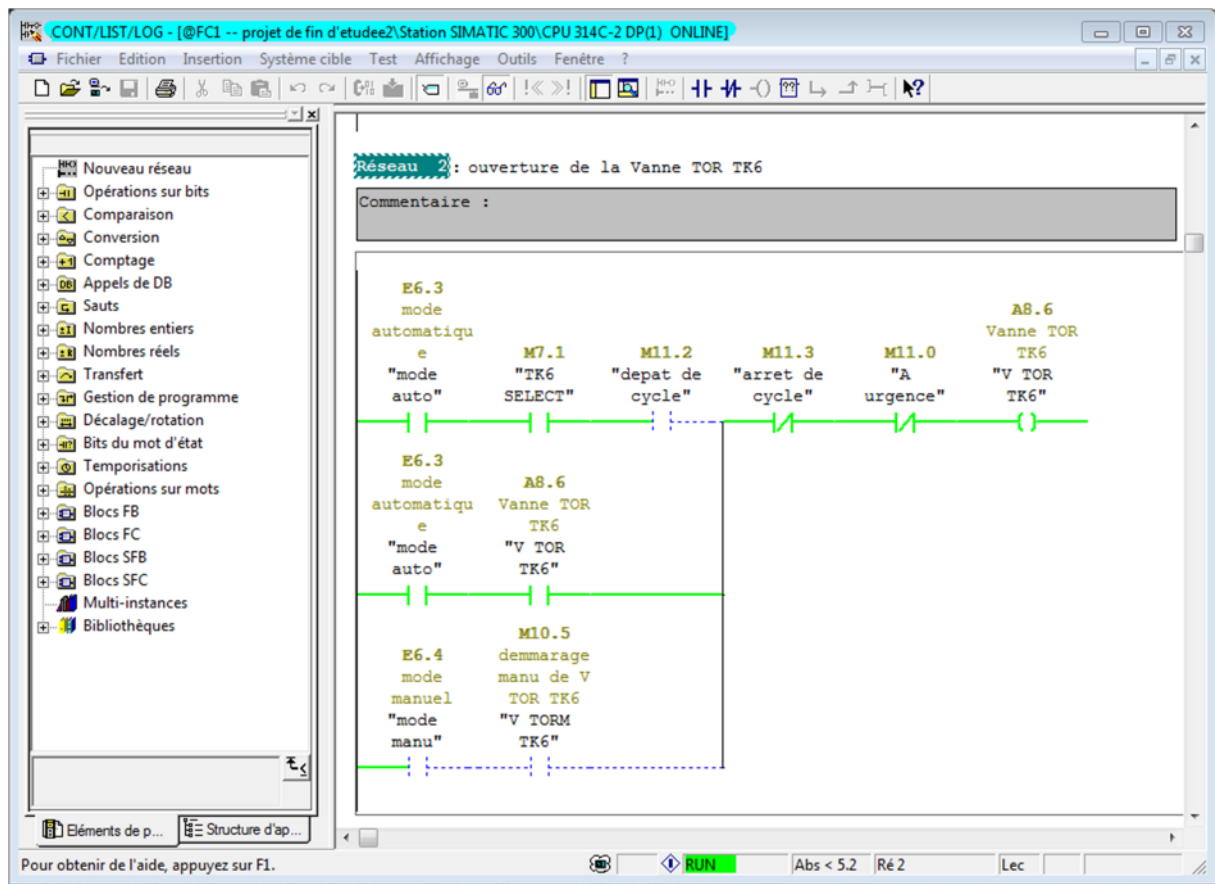 CONT/LIST/LOG - [@FC1 -- projet de fin d'etudee2\Station SIMATIC 300\CPU 314C-2 DP(1) ONLINE]
Fichier Edition Insertion Système cible Test Affichage Outils Fenêtre ?
Nouveau réseau
Opérations sur bits
Comparaison
Conversion
Comptage
Appels de DB
Sauts
Nombres entiers
Nombres réels
Transfert
Gestion de programme
Décalage/rotation
Bits du mot d'état
Temporisations
Opérations sur mots
Blocs FB
Blocs FC
Blocs SFB
Blocs SFC
Multi-instances
Bibliothèques
Eléments de p... Structure d'ap...
Réseau 2 : ouverture de la Vanne TOR TK6
Commentaire :
E6.3
mode A8.6
automatiqu Vanne TOR
e M7.1 M11.2 M11.3 M11.0 TK6
"mode "TK6 "depat de "arret de "A "V TOR
auto" SELECT" cycle" cycle" urgence" TK6"
E6.3
mode A8.6
automatiqu Vanne TOR
e TK6
"mode "V TOR
auto" TK6"
M10.5
E6.4 demmarage
mode manu de V
manuel TOR TK6
"mode "V TORM
manu" TK6"
Pour obtenir de l'aide, appuyez sur F1. RUN Abs < 5.2 Ré 2 Lec